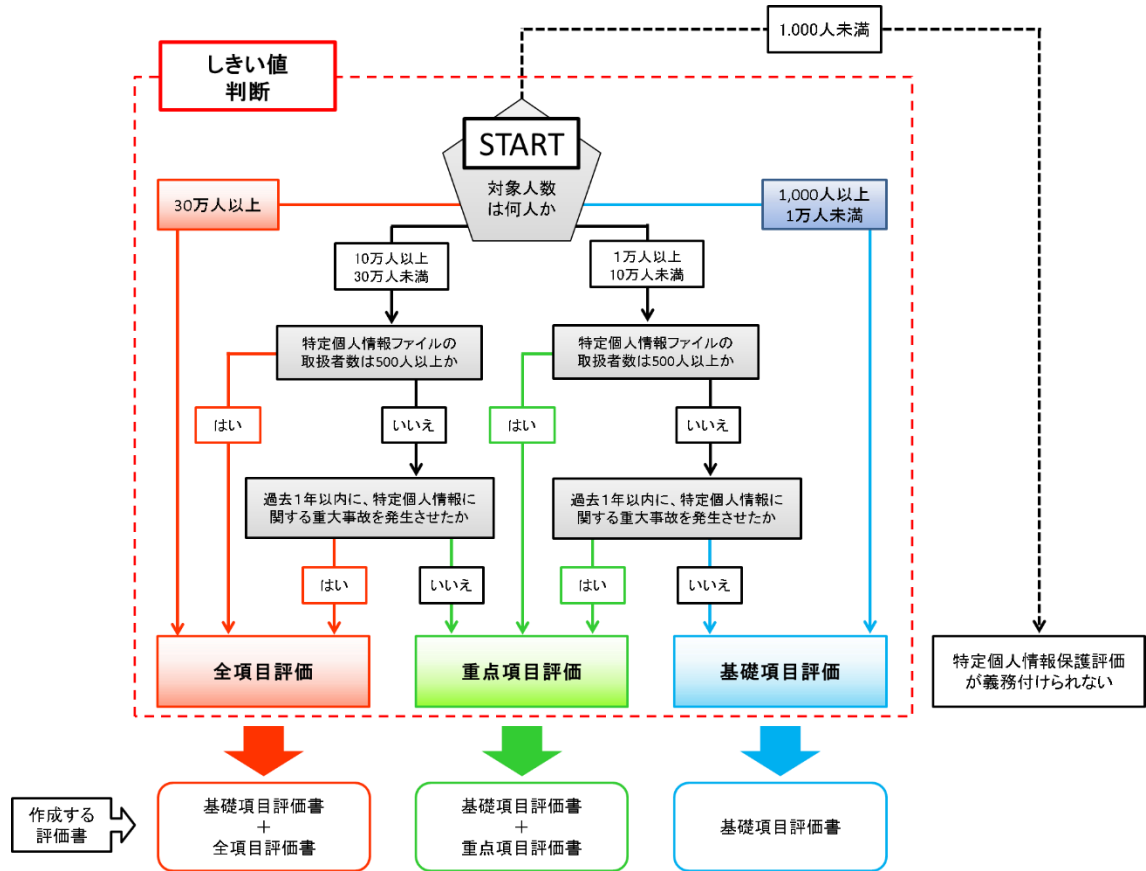 1.000人未満
しきい値
判断
START
対象人数
は何人か
30万人以上
1,000人以上
1万人未満
10万人以上
30万人未満
1万人以上
10万人未満
特定個人情報ファイルの
取扱者数は500人以上か
特定個人情報ファイルの
取扱者数は500人以上か
はい
いいえ
はい
いいえ
過去1年以内に、特定個人情報に
関する重大事故を発生させたか
過去1年以内に、特定個人情報に
関する重大事故を発生させたか
はい
いいえ
はい
いいえ
全項目評価
重点項目評価
基礎項目評価
特定個人情報保護評価
が義務付けられない
作成する
評価書
基礎項目評価書
+
全項目評価書
基礎項目評価書
+
重点項目評価書
基礎項目評価書